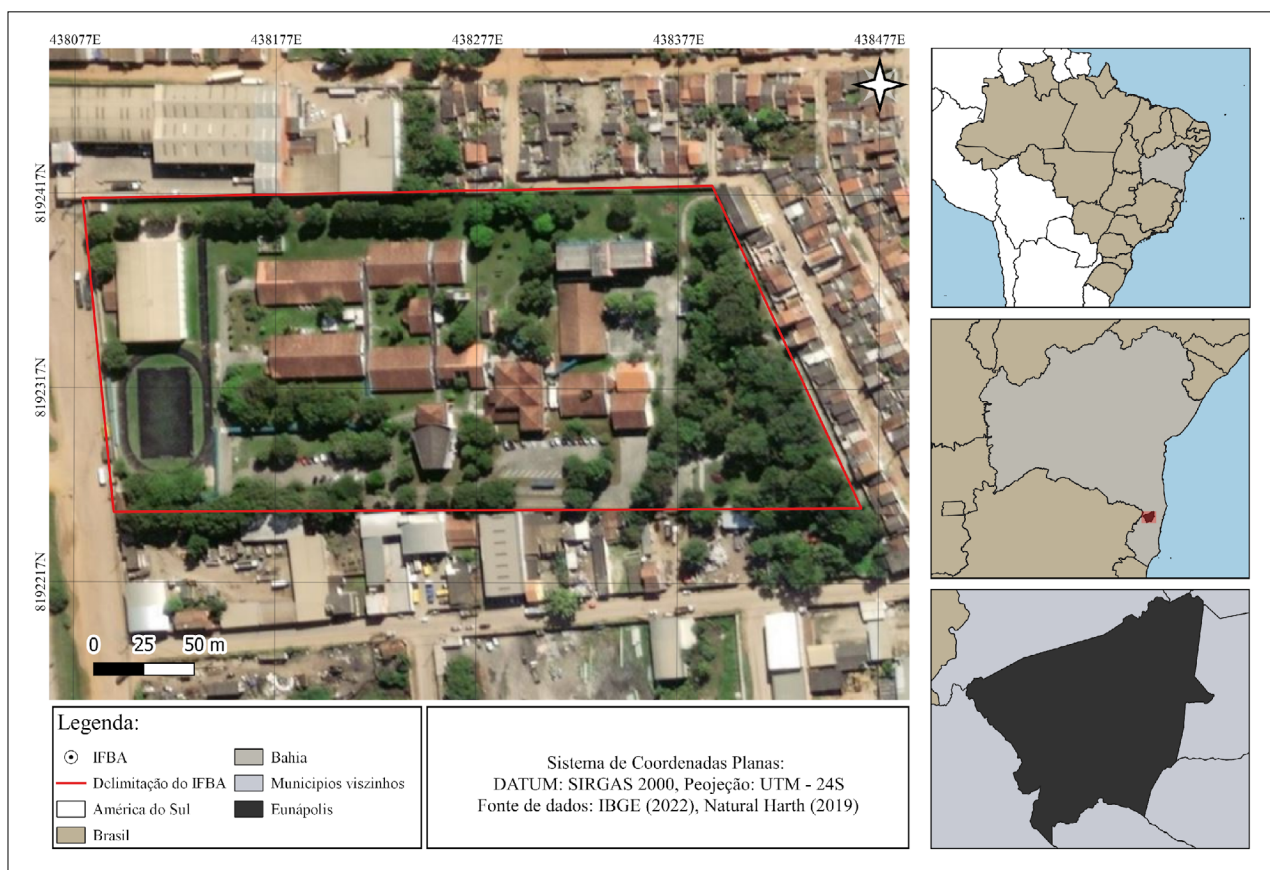 438077E 438177E 438277E 438377E 438477E
8192417N
8192317N
8192217N
0 25 50 m
Legenda:
IFBA
Delimitação do IFBA
América do Sul
Brasil
Bahia
Municipios viszinhos
Eunápolis
Sistema de Coordenadas Planas:
DATUM: SIRGAS 2000, Peojeção: UTM - 24S
Fonte de dados: IBGE (2022), Natural Harth (2019)